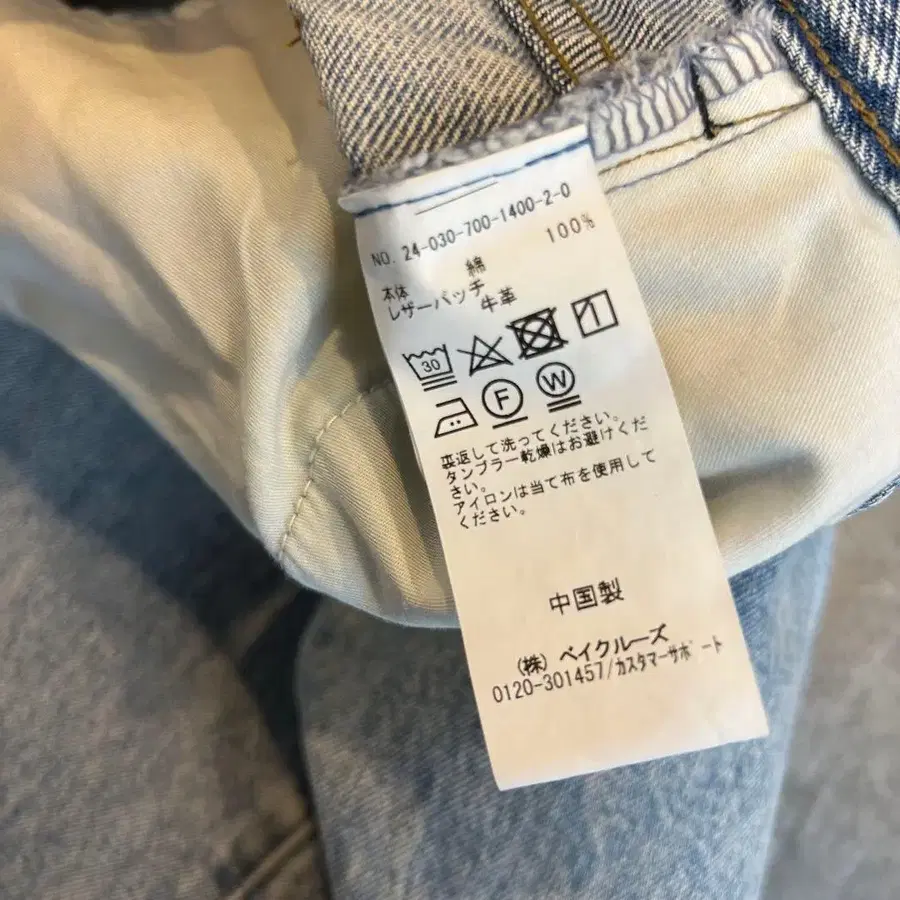 NO. 24-030-700-1400-2-0
本体 綿 100%
レザーパッチ 牛革
30
F W
裏返して洗ってください。
タンブラー乾燥はお避けくだ
さい。
アイロンは当て布を使用して
ください。
中国製
(株) ベイクルーズ
0120-301457/カスタマーサポート